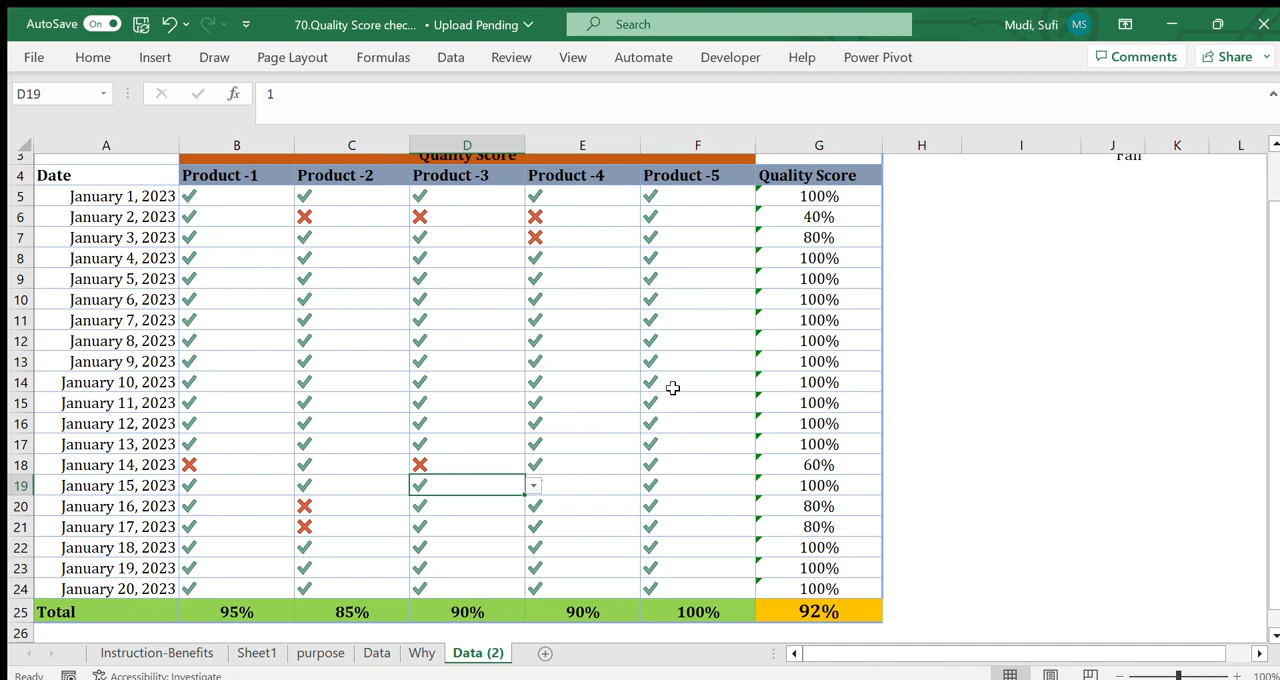 AutoSave On 70.Quality Score chec... • Upload Pending Search Mudi, Sufi MS
File Home Insert Draw Page Layout Formulas Data Review View Automate Developer Help Power Pivot Comments Share
D19 fx 1
A B C D E F G H I J K L
3 Quality Score Fail
4 Date Product -1 Product -2 Product -3 Product -4 Product -5 Quality Score
5 January 1, 2023 100%
6 January 2, 2023 40%
7 January 3, 2023 80%
8 January 4, 2023 100%
9 January 5, 2023 100%
10 January 6, 2023 100%
11 January 7, 2023 100%
12 January 8, 2023 100%
13 January 9, 2023 100%
14 January 10, 2023 100%
15 January 11, 2023 100%
16 January 12, 2023 100%
17 January 13, 2023 100%
18 January 14, 2023 60%
19 January 15, 2023 100%
20 January 16, 2023 80%
21 January 17, 2023 80%
22 January 18, 2023 100%
23 January 19, 2023 100%
24 January 20, 2023 100%
25 Total 95% 85% 90% 90% 100% 92%
26
Instruction-Benefits Sheet1 purpose Data Why Data (2)
Ready Accessibility: Investigate 100%